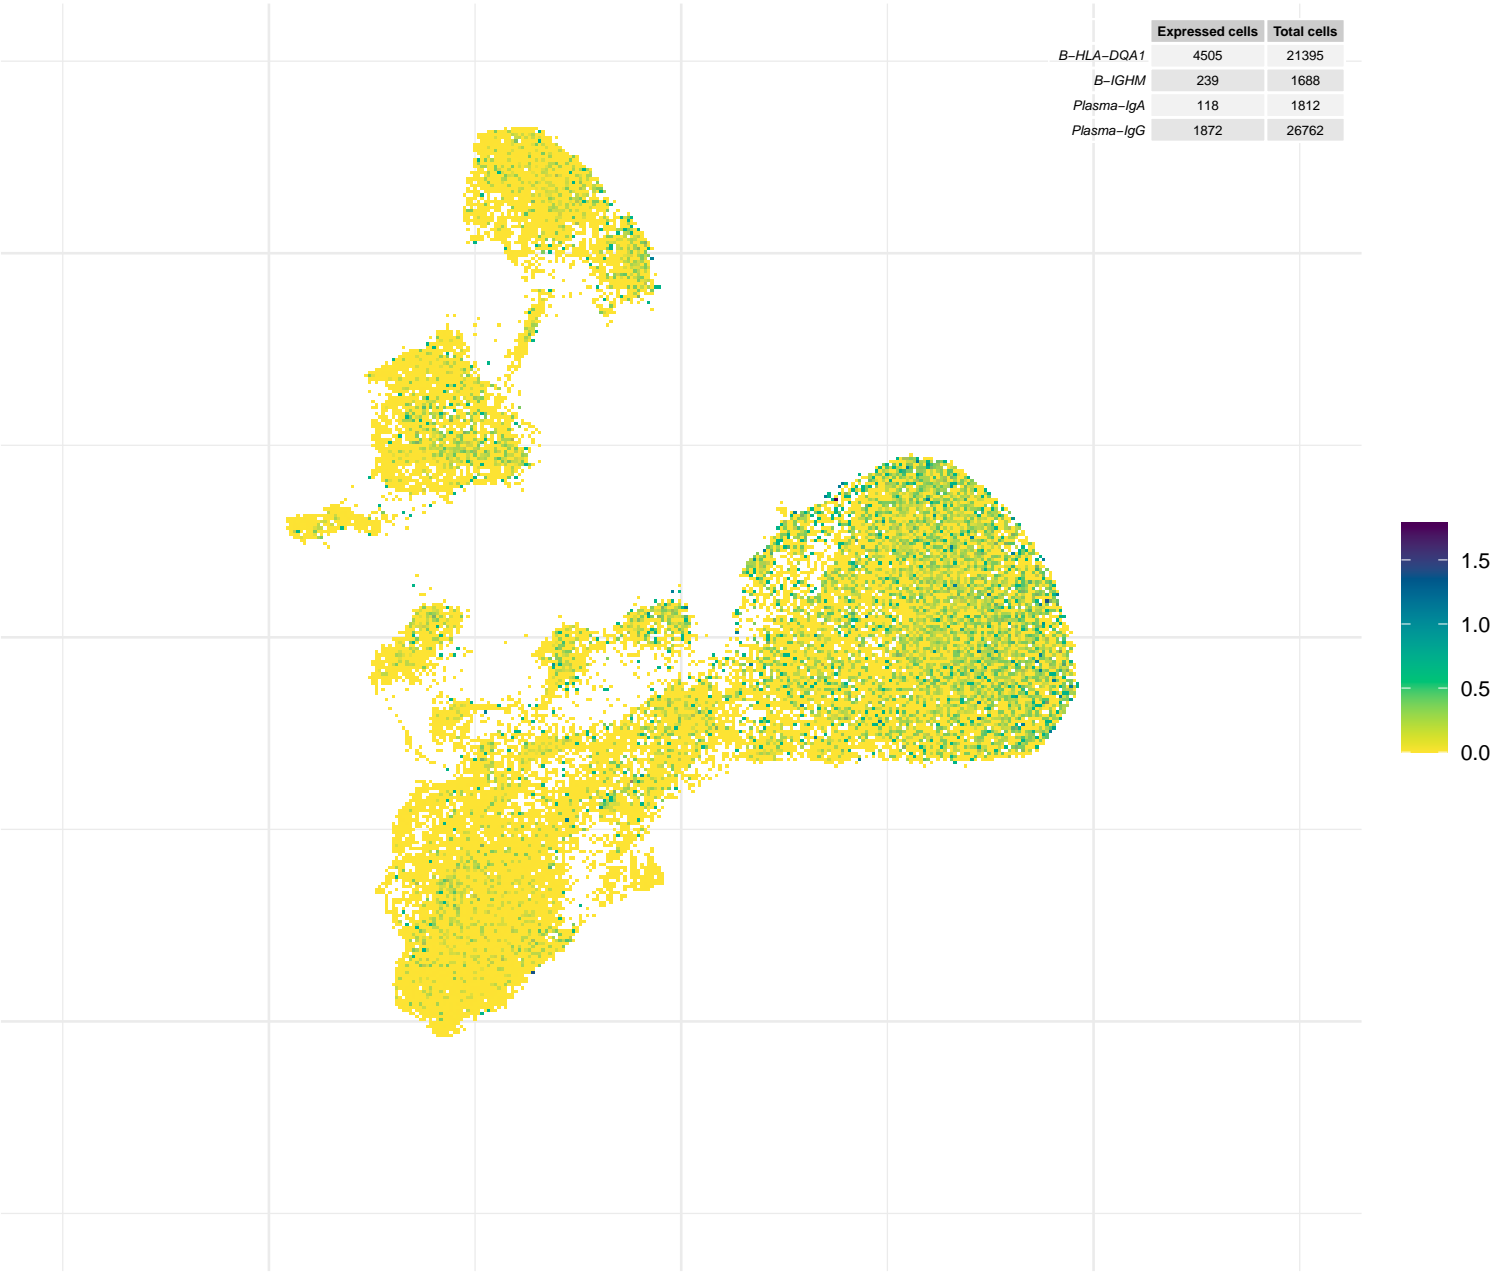 Expressed cells Total cells
B−HLA−DQA1 4505 21395
B−IGHM 239 1688
Plasma−IgA 118 1812
Plasma−IgG 1872 26762
1.5
1.0
0.5
0.0